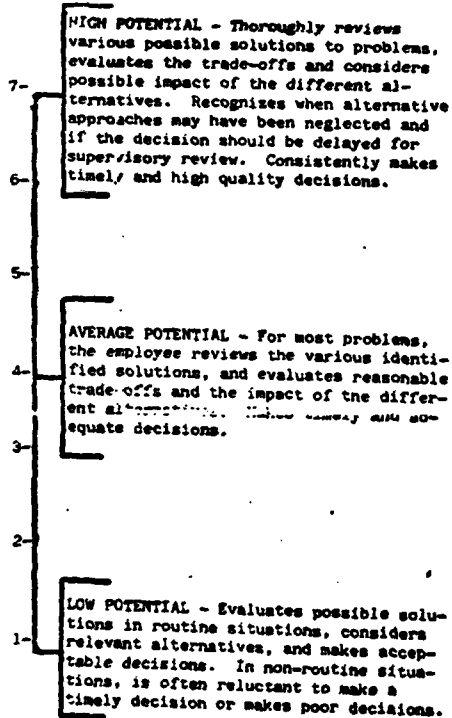 HIGH POTENTIAL - Thoroughly reviews
various possible solutions to problems,
evaluates the trade-offs and considers
7- possible impact of the different al-
ternatives. Recognizes when alternative
approaches may have been neglected and
if the decision should be delayed for
6- supervisory review. Consistently makes
timely and high quality decisions.
5-
AVERAGE POTENTIAL - For most problems,
the employee reviews the various identi-
4- fied solutions, and evaluates reasonable
trade-offs and the impact of the differ-
ent and ad-
3- equate decisions.
2-
LOW POTENTIAL - Evaluates possible solu-
tions in routine situations, considers
1- relevant alternatives, and makes accep-
table decisions. In non-routine situa-
tions, is often reluctant to make a
timely decision or makes poor decisions.